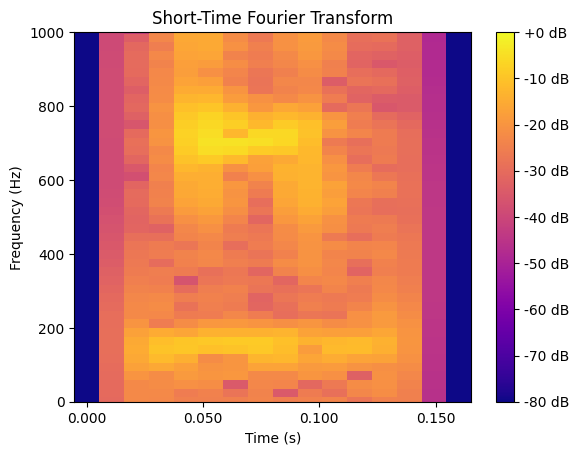 Short-Time Fourier Transform
1000
800
600
400
200
0
Frequency (Hz)
0.000
0.050
0.100
0.150
Time (s)
+0 dB
-10 dB
-20 dB
-30 dB
-40 dB
-50 dB
-60 dB
-70 dB
-80 dB